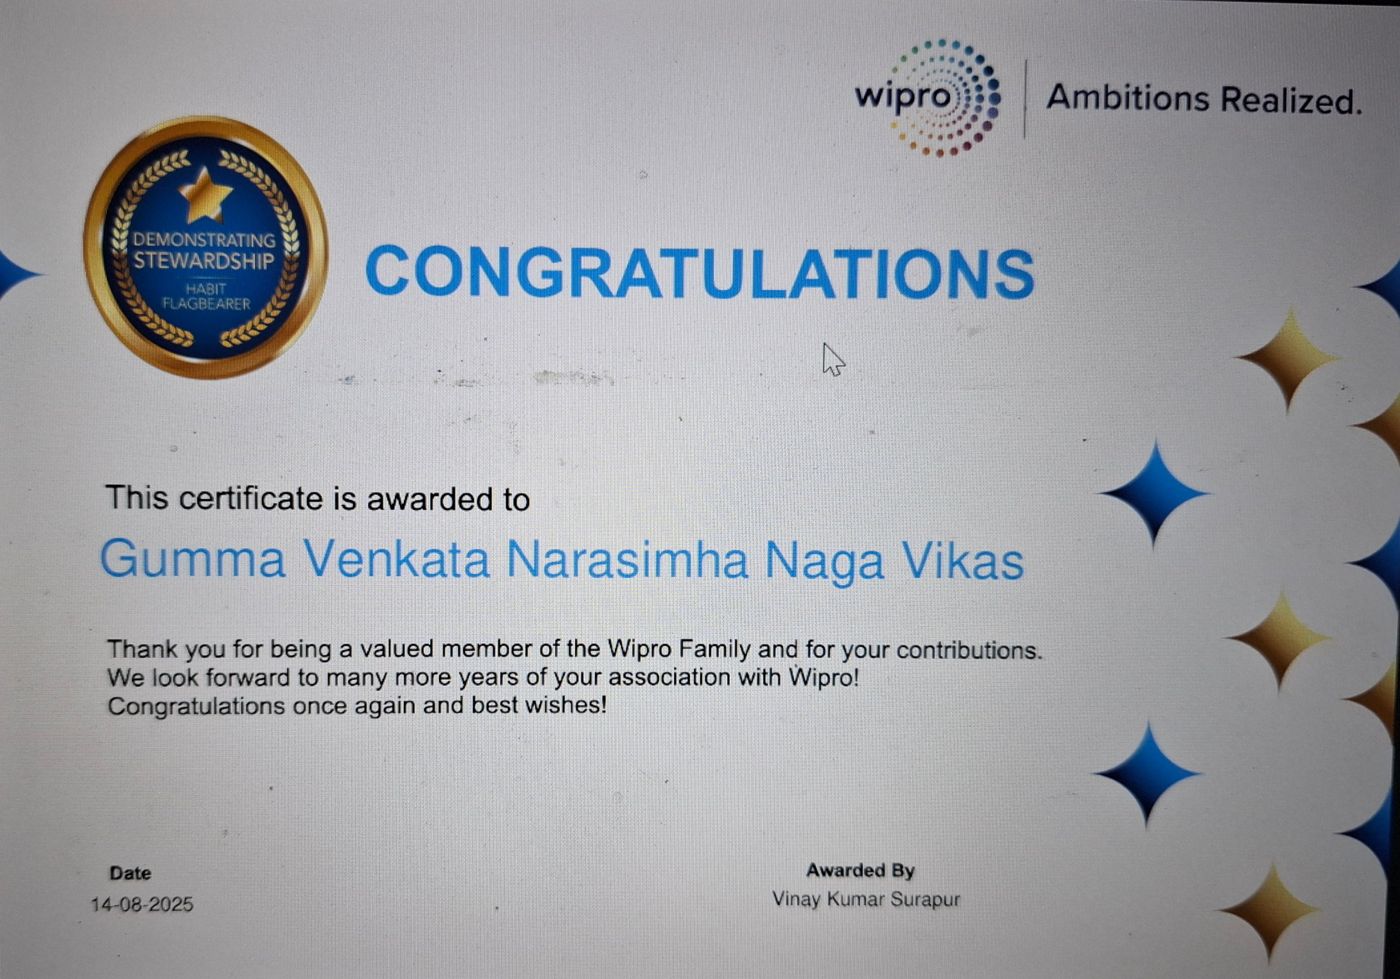 wipro
Ambitions Realized.
DEMONSTRATING
STEWARDSHIP
HABIT
FLAGBEARER
CONGRATULATIONS
This certificate is awarded to
Gumma Venkata Narasimha Naga Vikas
Thank you for being a valued member of the Wipro Family and for your contributions.
We look forward to many more years of your association with Wipro!
Congratulations once again and best wishes!
Date
14-08-2025
Awarded By
Vinay Kumar Surapur